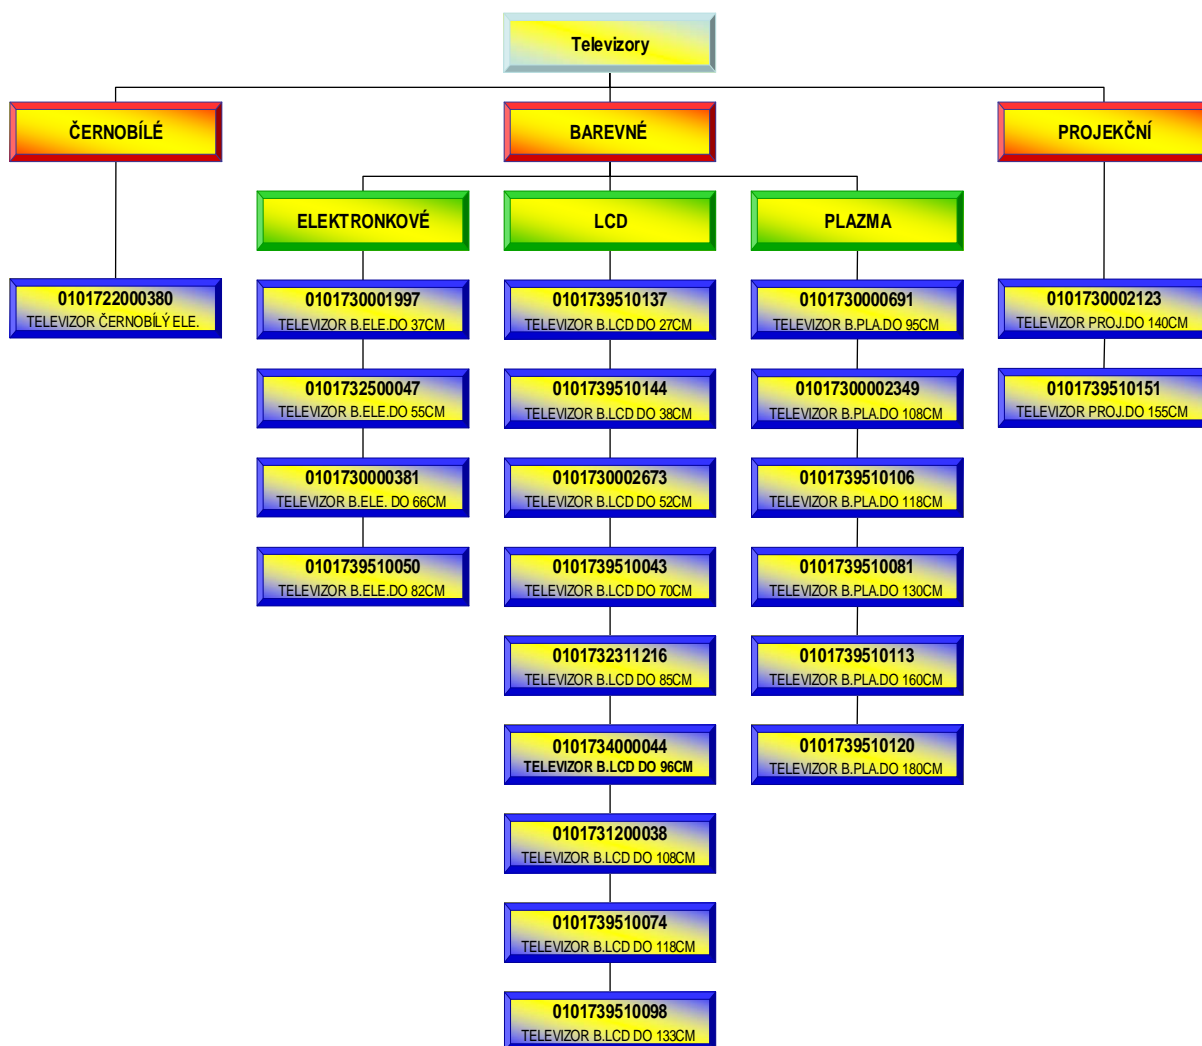 Televizory
ČERNOBÍLÉ
BAREVNÉ
PROJEKČNÍ
ELEKTRONKOVÉ
LCD
PLAZMA
0101722000380
TELEVIZOR ČERNOBÍLÝ ELE.
0101730001997
TELEVIZOR B.ELE.DO 37CM
0101732500047
TELEVIZOR B.ELE.DO 55CM
0101730000381
TELEVIZOR B.ELE. DO 66CM
0101739510050
TELEVIZOR B.ELE.DO 82CM
0101739510137
TELEVIZOR B.LCD DO 27CM
0101739510144
TELEVIZOR B.LCD DO 38CM
0101730002673
TELEVIZOR B.LCD DO 52CM
0101739510043
TELEVIZOR B.LCD DO 70CM
0101732311216
TELEVIZOR B.LCD DO 85CM
0101734000044
TELEVIZOR B.LCD DO 96CM
0101731200038
TELEVIZOR B.LCD DO 108CM
0101739510074
TELEVIZOR B.LCD DO 118CM
0101739510098
TELEVIZOR B.LCD DO 133CM
0101730000691
TELEVIZOR B.PLA.DO 95CM
01017300002349
TELEVIZOR B.PLA.DO 108CM
0101739510106
TELEVIZOR B.PLA.DO 118CM
0101739510081
TELEVIZOR B.PLA.DO 130CM
0101739510113
TELEVIZOR B.PLA.DO 160CM
0101739510120
TELEVIZOR B.PLA.DO 180CM
0101730002123
TELEVIZOR PROJ.DO 140CM
0101739510151
TELEVIZOR PROJ.DO 155CM